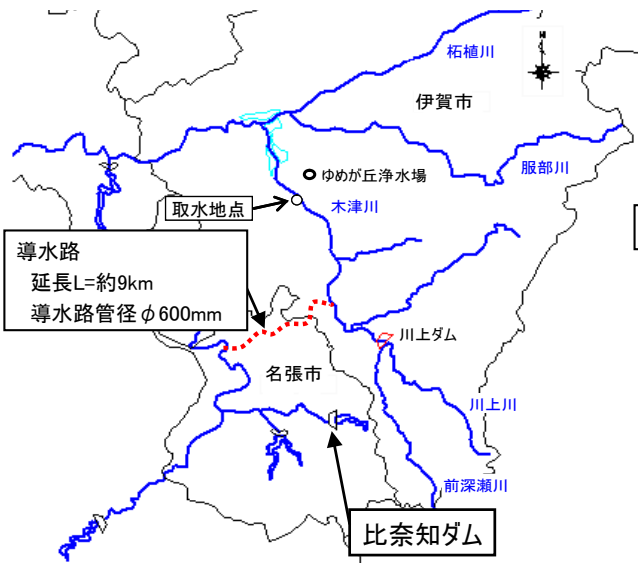 柘植川
N
伊賀市
服部川
ゆめが丘浄水場
取水地点
木津川
導水路
延長L=約9km
導水路管径φ600mm
川上ダム
名張市
川上川
前深瀬川
比奈知ダム